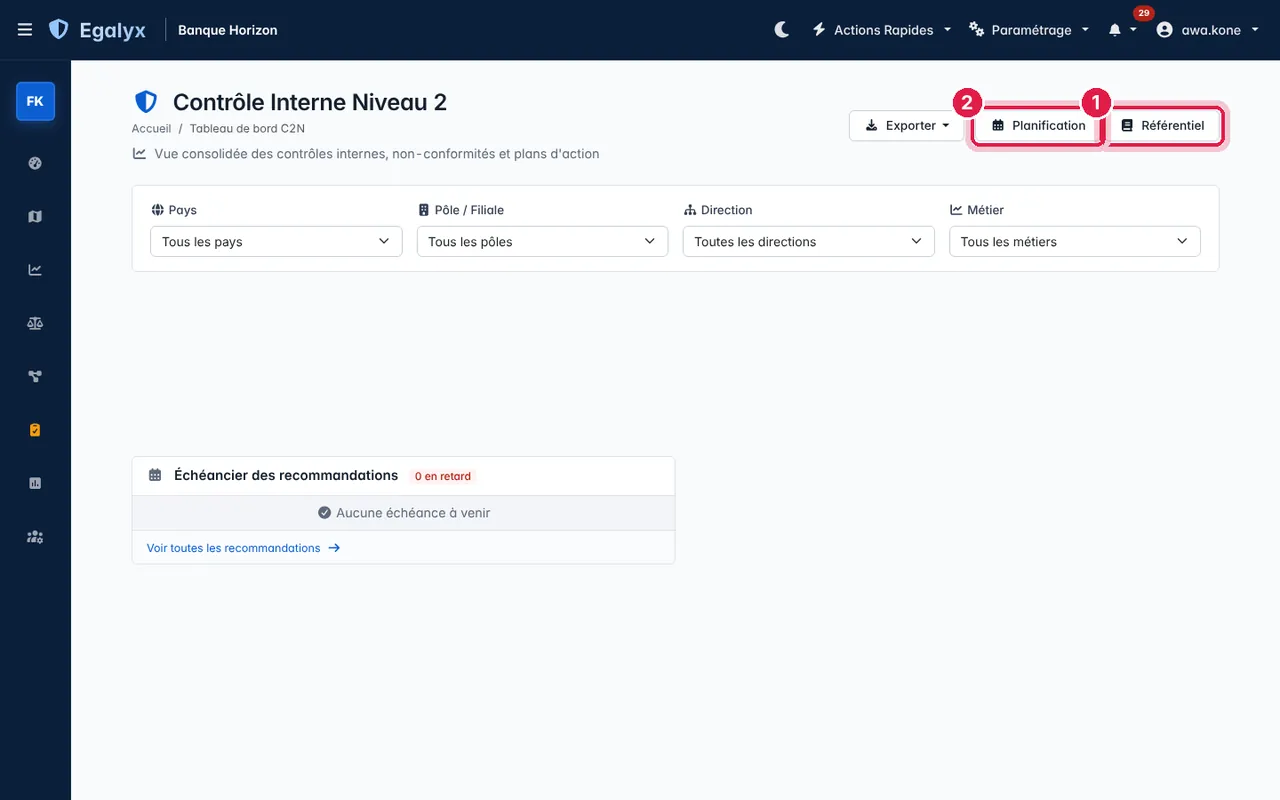 Egalyx
Banque Horizon
Actions Rapides
Paramétrage
29
awa.kone
FK
Contrôle Interne Niveau 2
Accueil / Tableau de bord C2N
Vue consolidée des contrôles internes, non-conformités et plans d'action
Exporter
2
Planification
1
Référentiel
Pays
Pôle / Filiale
Direction
Métier
Tous les pays
Tous les pôles
Toutes les directions
Tous les métiers
Échéancier des recommandations 0 en retard
Aucune échéance à venir
Voir toutes les recommandations →